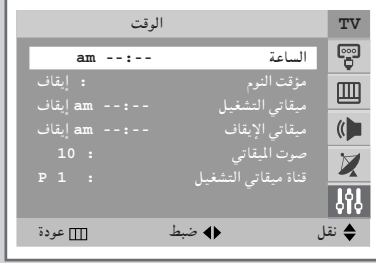 TV
الوقت
الساعة am --:--
مؤقت النوم : إيقاف
ميقاتي التشغيل am --:-- إيقاف
ميقاتي الإيقاف am --:-- إيقاف
صوت الميقاتي : 10
قناة ميقاتي التشغيل : P 1
نقل ضبط عودة